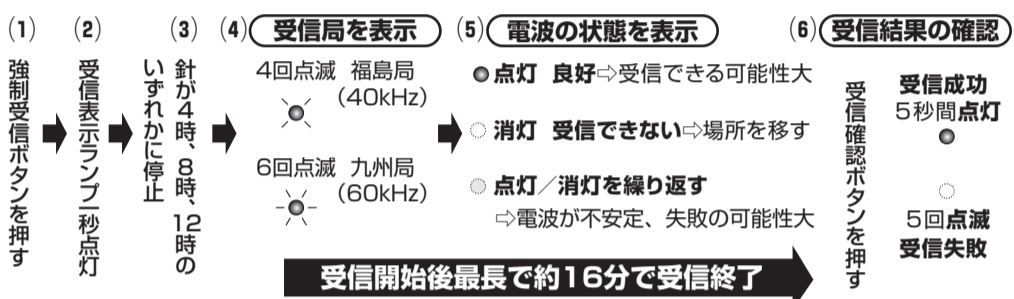 (1)
強制受信ボタンを押す
(2)
受信表示ランプ一秒点灯
(3)
針が4時、8時、12時の
いずれかに停止
(4) 受信局を表示
4回点滅 福島局
(40kHz)
6回点滅 九州局
(60kHz)
(5) 電波の状態を表示
点灯 良好⇨受信できる可能性大
消灯 受信できない⇨場所を移す
点灯/消灯を繰り返す
⇨電波が不安定、失敗の可能性大
受信開始後最長で約16分で受信終了
(6) 受信結果の確認
受信確認ボタンを押す
受信成功
5秒間点灯
5回点滅
受信失敗